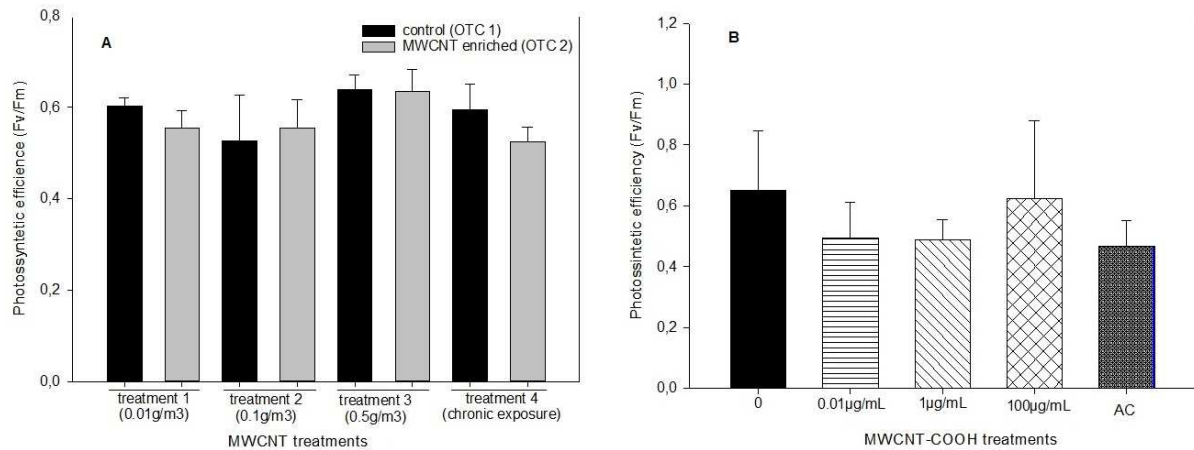 A
control (OTC 1)
MWCNT enriched (OTC 2)
Photossyntetic efficience (Fv/Fm)
0,8
0,6
0,4
0,2
0,0
treatment 1 treatment 2 treatment 3 treatment 4
(0.01g/m3) (0.1g/m3) (0.5g/m3) (chronic exposure)
MWCNT treatments
B
Photossintetic efficiency (Fv/Fm)
1,2
1,0
0,8
0,6
0,4
0,2
0,0
0 0.01µg/mL 1µg/mL 100µg/mL AC
MWCNT-COOH treatments